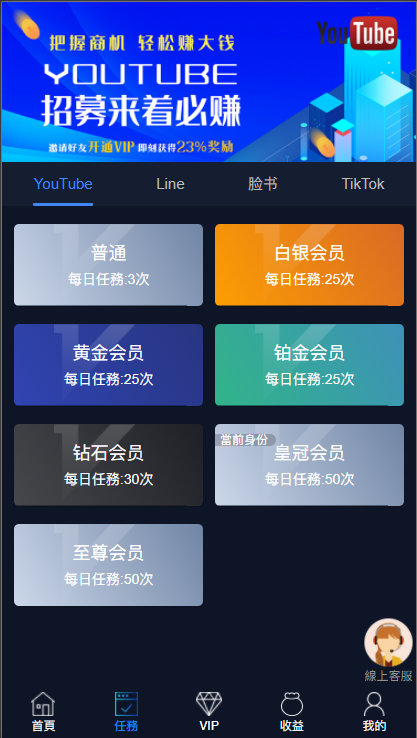 YouTube
把握商机 轻松赚大钱
YOUTUBE
招募来着必赚
邀请好友开通VIP 即刻获得23%奖励
YouTube Line 脸书 TikTok
普通 白银会员
每日任務:3次 每日任務:25次
黄金会员 铂金会员
每日任務:25次 每日任務:25次
當前身份
钻石会员 皇冠会员
每日任務:30次 每日任務:50次
至尊会员
每日任務:50次
線上客服
首頁 任務 VIP 收益 我的